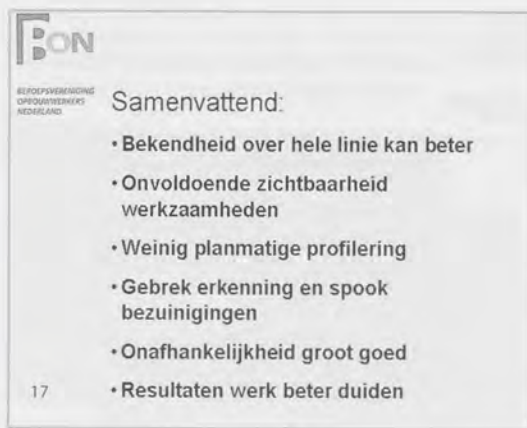 BON
BEROEPSVERENIGING
OPBOUWWERKERS
NEDERLAND
Samenvattend:
• Bekendheid over hele linie kan beter
• Onvoldoende zichtbaarheid
werkzaamheden
• Weinig planmatige profilering
• Gebrek erkenning en spook
bezuinigingen
• Onafhankelijkheid groot goed
• Resultaten werk beter duiden
17